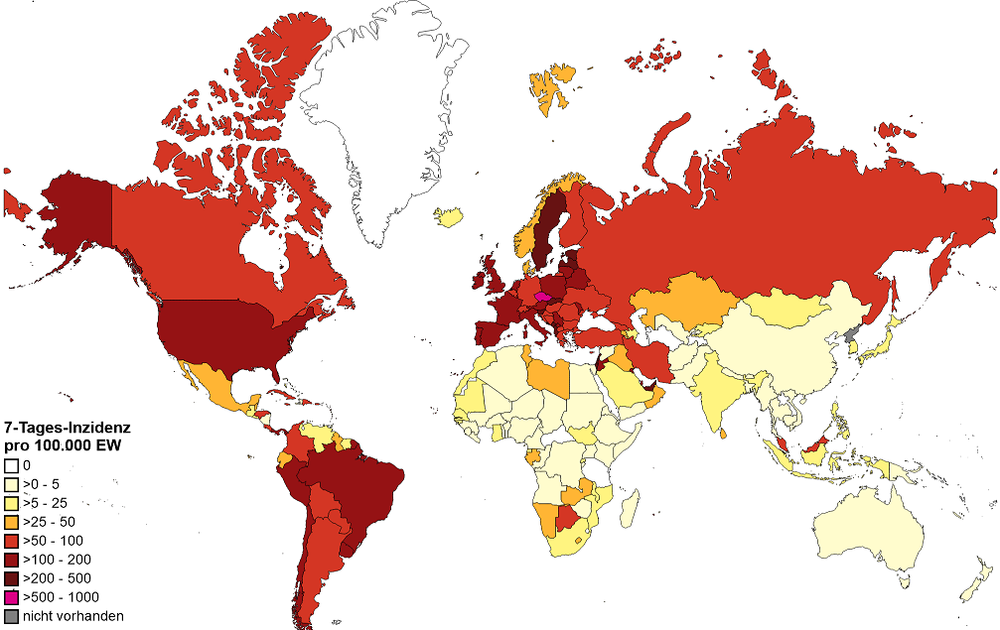 7-Tages-Inzidenz
pro 100.000 EW
0
>0 - 5
>5 - 25
>25 - 50
>50 - 100
>100 - 200
>200 - 500
>500 - 1000
nicht vorhanden